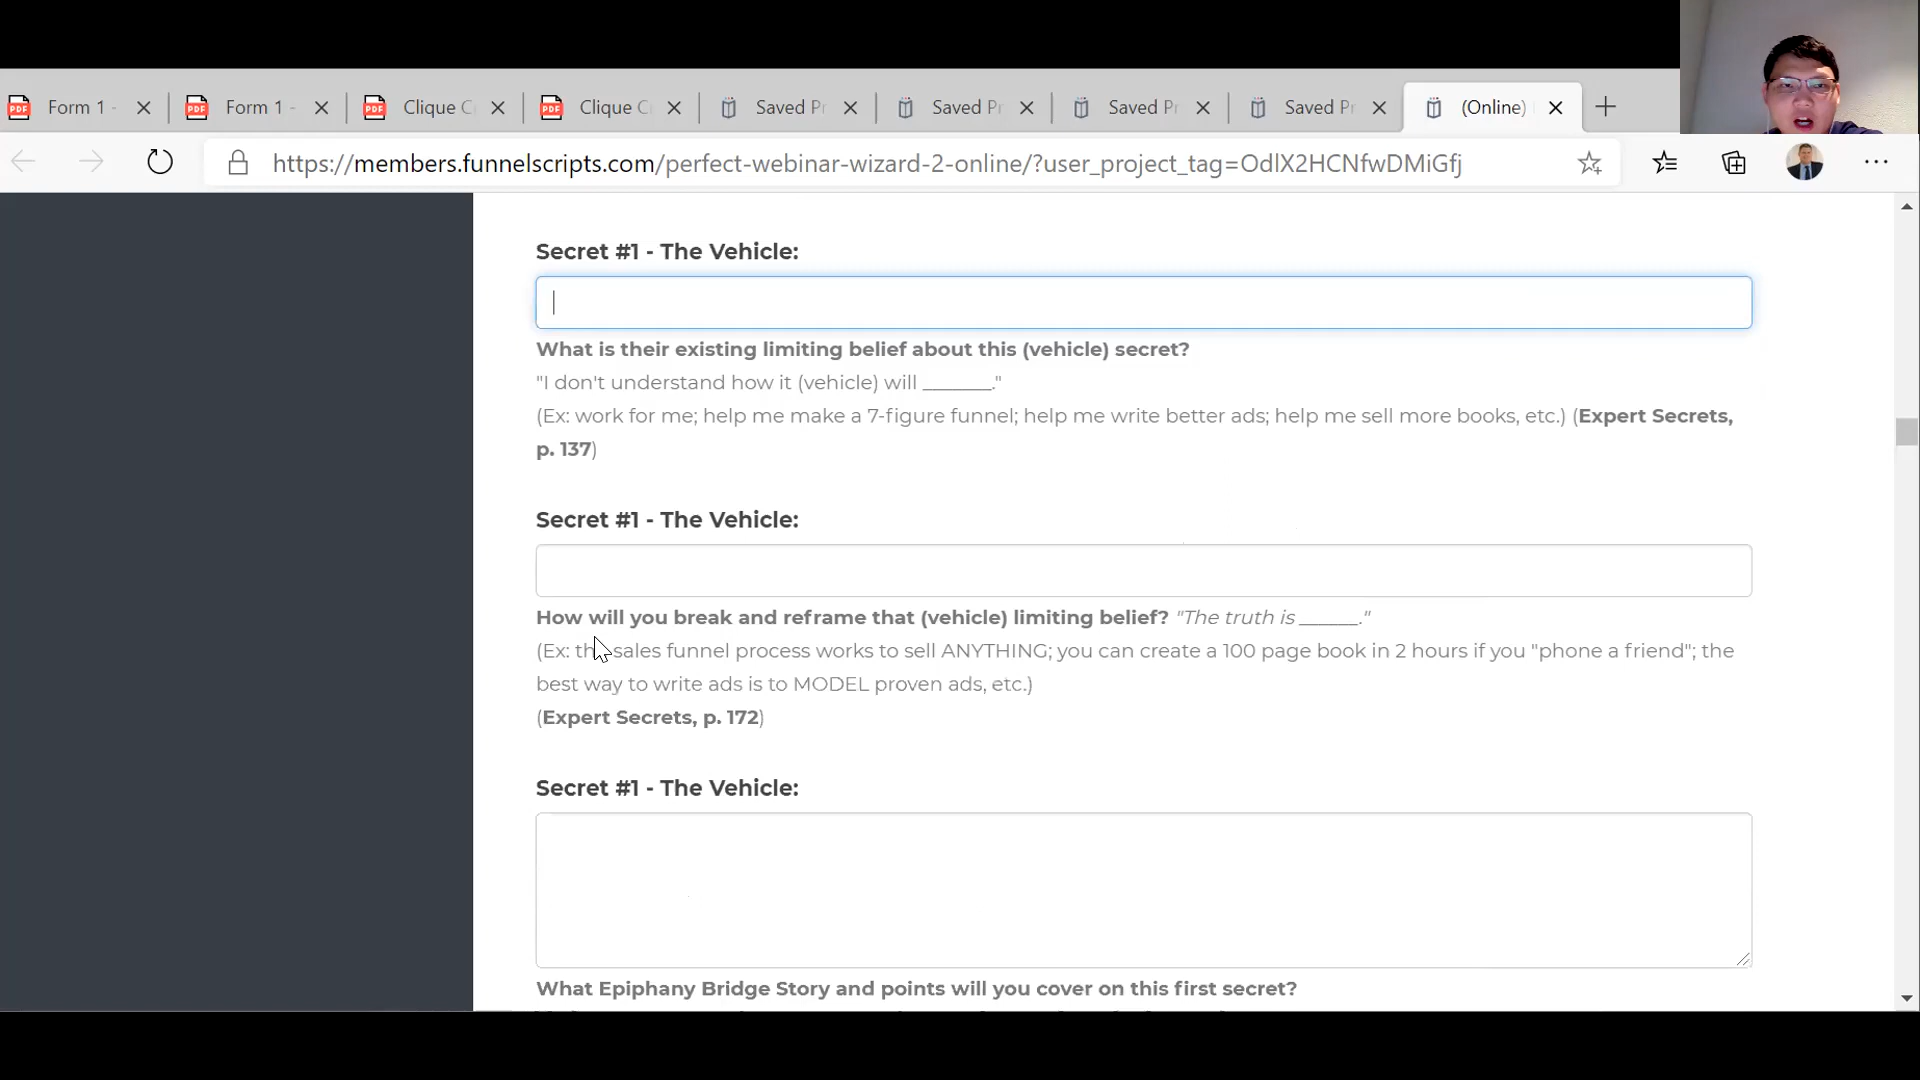 Form 1 -
Form 1 -
Clique C
Clique C
Saved Pr
Saved Pr
Saved Pr
Saved Pr
(Online)
https://members.funnelscripts.com/perfect-webinar-wizard-2-online/?user_project_tag=OdlX2HCNfwDMiGfj
Secret #1 - The Vehicle:
What is their existing limiting belief about this (vehicle) secret?
"I don't understand how it (vehicle) will _______."
(Ex: work for me; help me make a 7-figure funnel; help me write better ads; help me sell more books, etc.) (Expert Secrets,
p. 137)
Secret #1 - The Vehicle:
How will you break and reframe that (vehicle) limiting belief? "The truth is ______."
(Ex: the sales funnel process works to sell ANYTHING; you can create a 100 page book in 2 hours if you "phone a friend"; the
best way to write ads is to MODEL proven ads, etc.)
(Expert Secrets, p. 172)
Secret #1 - The Vehicle:
What Epiphany Bridge Story and points will you cover on this first secret?